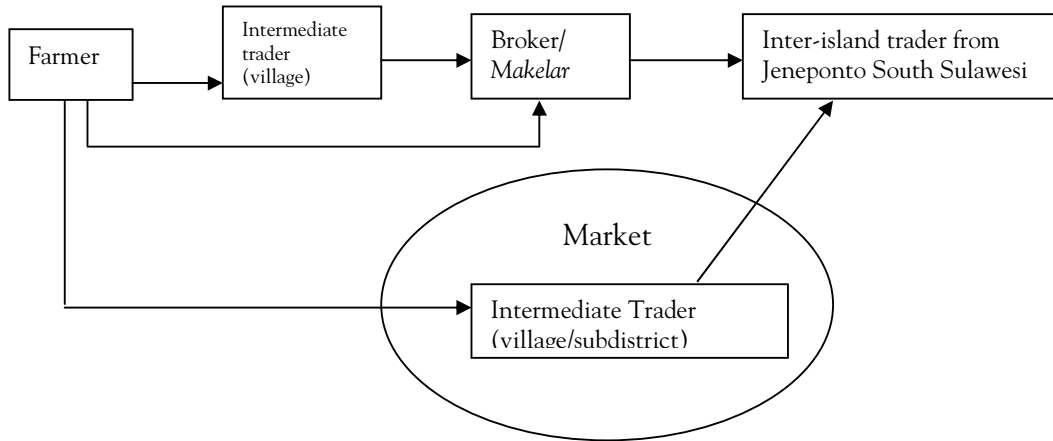 Farmer
Intermediate
trader
(village)
Broker/
Makelar
Inter-island trader from
Jeneponto South Sulawesi
Market
Intermediate Trader
(village/subdistrict)